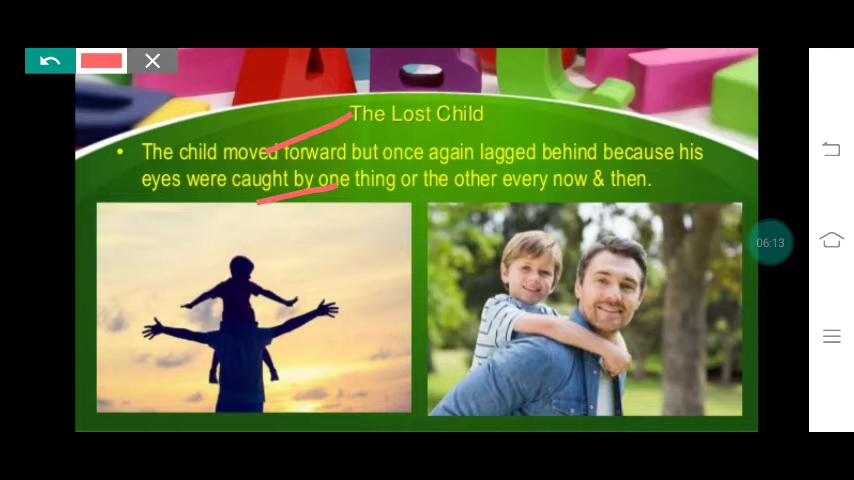 The Lost Child
• The child moved forward but once again lagged behind because his
eyes were caught by one thing or the other every now & then.
06:13